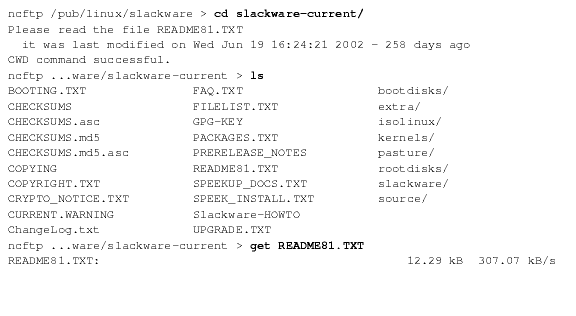 ncftp /pub/linux/slackware > cd slackware-current/
Please read the file README81.TXT
it was last modified on Wed Jun 19 16:24:21 2002 - 258 days ago
CWD command successful.
ncftp ...ware/slackware-current > ls
BOOTING.TXT FAQ.TXT bootdisks/
CHECKSUMS FILELIST.TXT extra/
CHECKSUMS.asc GPG-KEY isolinux/
CHECKSUMS.md5 PACKAGES.TXT kernels/
CHECKSUMS.md5.asc PRERELEASE_NOTES pasture/
COPYING README81.TXT rootdisks/
COPYRIGHT.TXT SPEEKUP_DOCS.TXT slackware/
CRYPTO_NOTICE.TXT SPEEK_INSTALL.TXT source/
CURRENT.WARNING Slackware-HOWTO
ChangeLog.txt UPGRADE.TXT
ncftp ...ware/slackware-current > get README81.TXT
README81.TXT: 12.29 kB 307.07 kB/s